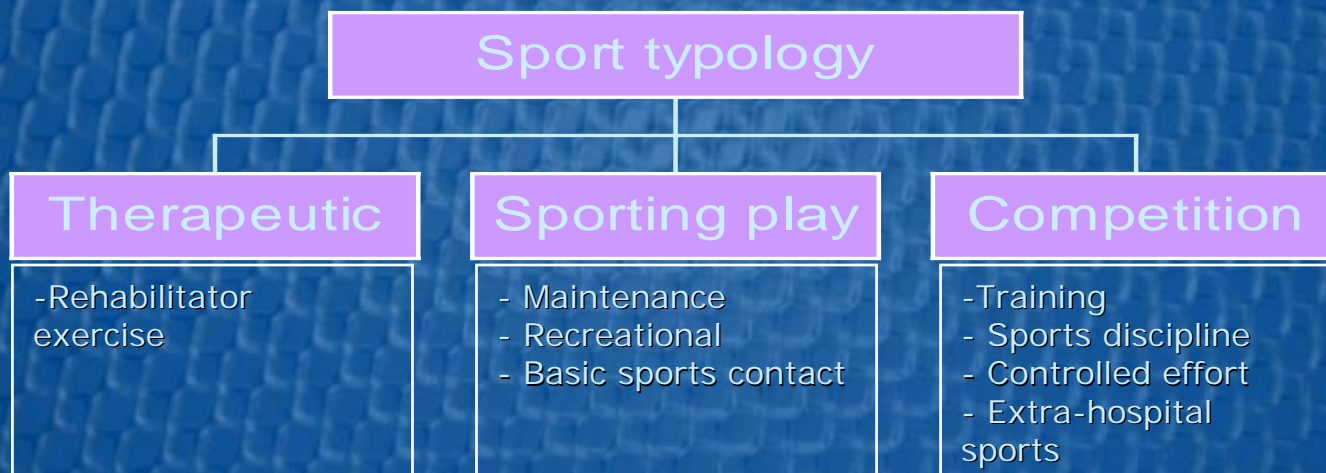 Sport typology
Therapeutic
-Rehabilitator
exercise
Sporting play
- Maintenance
- Recreational
- Basic sports contact
Competition
-Training
- Sports discipline
- Controlled effort
- Extra-hospital
sports